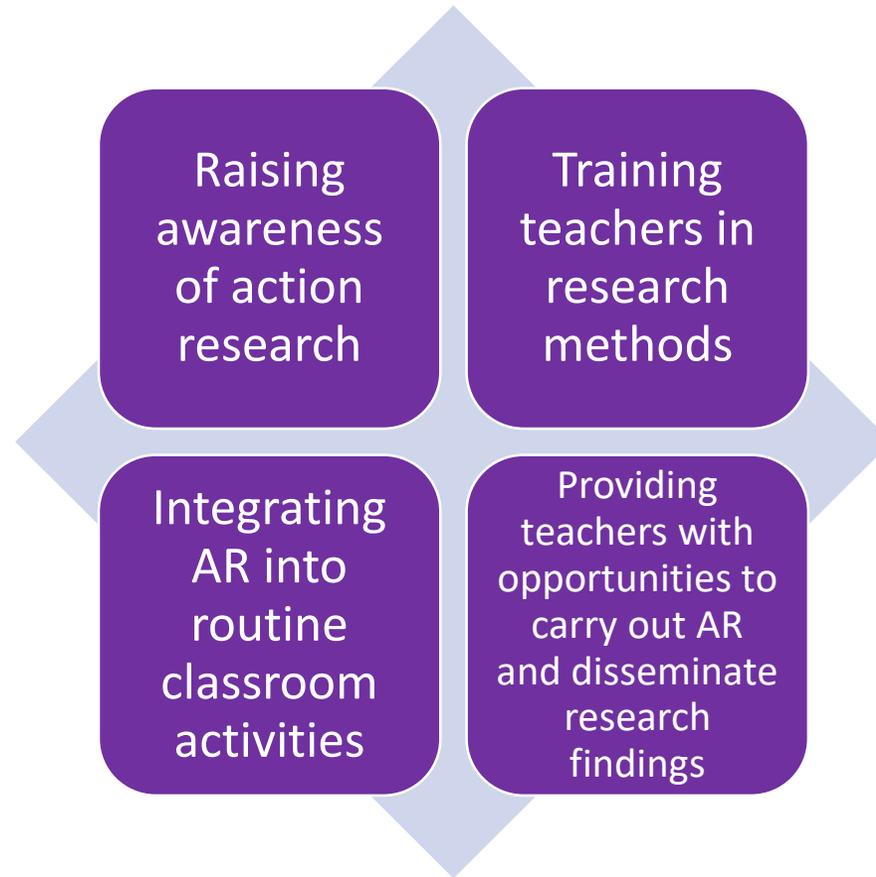 Raising
awareness
of action
research
Training
teachers in
research
methods
Integrating
AR into
routine
classroom
activities
Providing
teachers with
opportunities to
carry out AR
and disseminate
research
findings